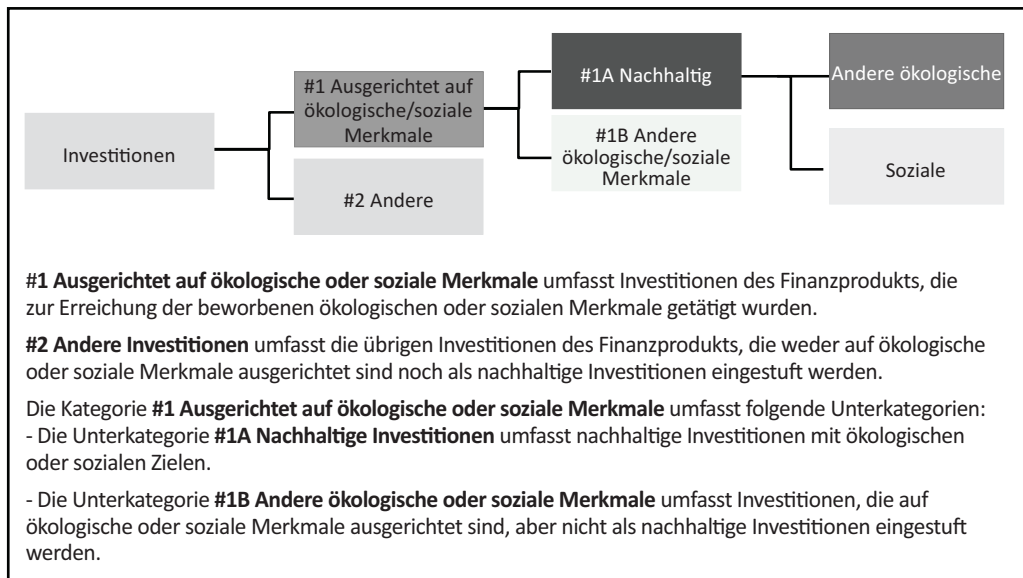 Investitionen
#1 Ausgerichtet auf
ökologische/soziale
Merkmale
#2 Andere
#1A Nachhaltig
#1B Andere
ökologische/soziale
Merkmale
Andere ökologische
Soziale
#1 Ausgerichtet auf ökologische oder soziale Merkmale umfasst Investitionen des Finanzprodukts, die
zur Erreichung der beworbenen ökologischen oder sozialen Merkmale getätigt wurden.
#2 Andere Investitionen umfasst die übrigen Investitionen des Finanzprodukts, die weder auf ökologische
oder soziale Merkmale ausgerichtet sind noch als nachhaltige Investitionen eingestuft werden.
Die Kategorie #1 Ausgerichtet auf ökologische oder soziale Merkmale umfasst folgende Unterkategorien:
- Die Unterkategorie #1A Nachhaltige Investitionen umfasst nachhaltige Investitionen mit ökologischen
oder sozialen Zielen.
- Die Unterkategorie #1B Andere ökologische oder soziale Merkmale umfasst Investitionen, die auf
ökologische oder soziale Merkmale ausgerichtet sind, aber nicht als nachhaltige Investitionen eingestuft
werden.